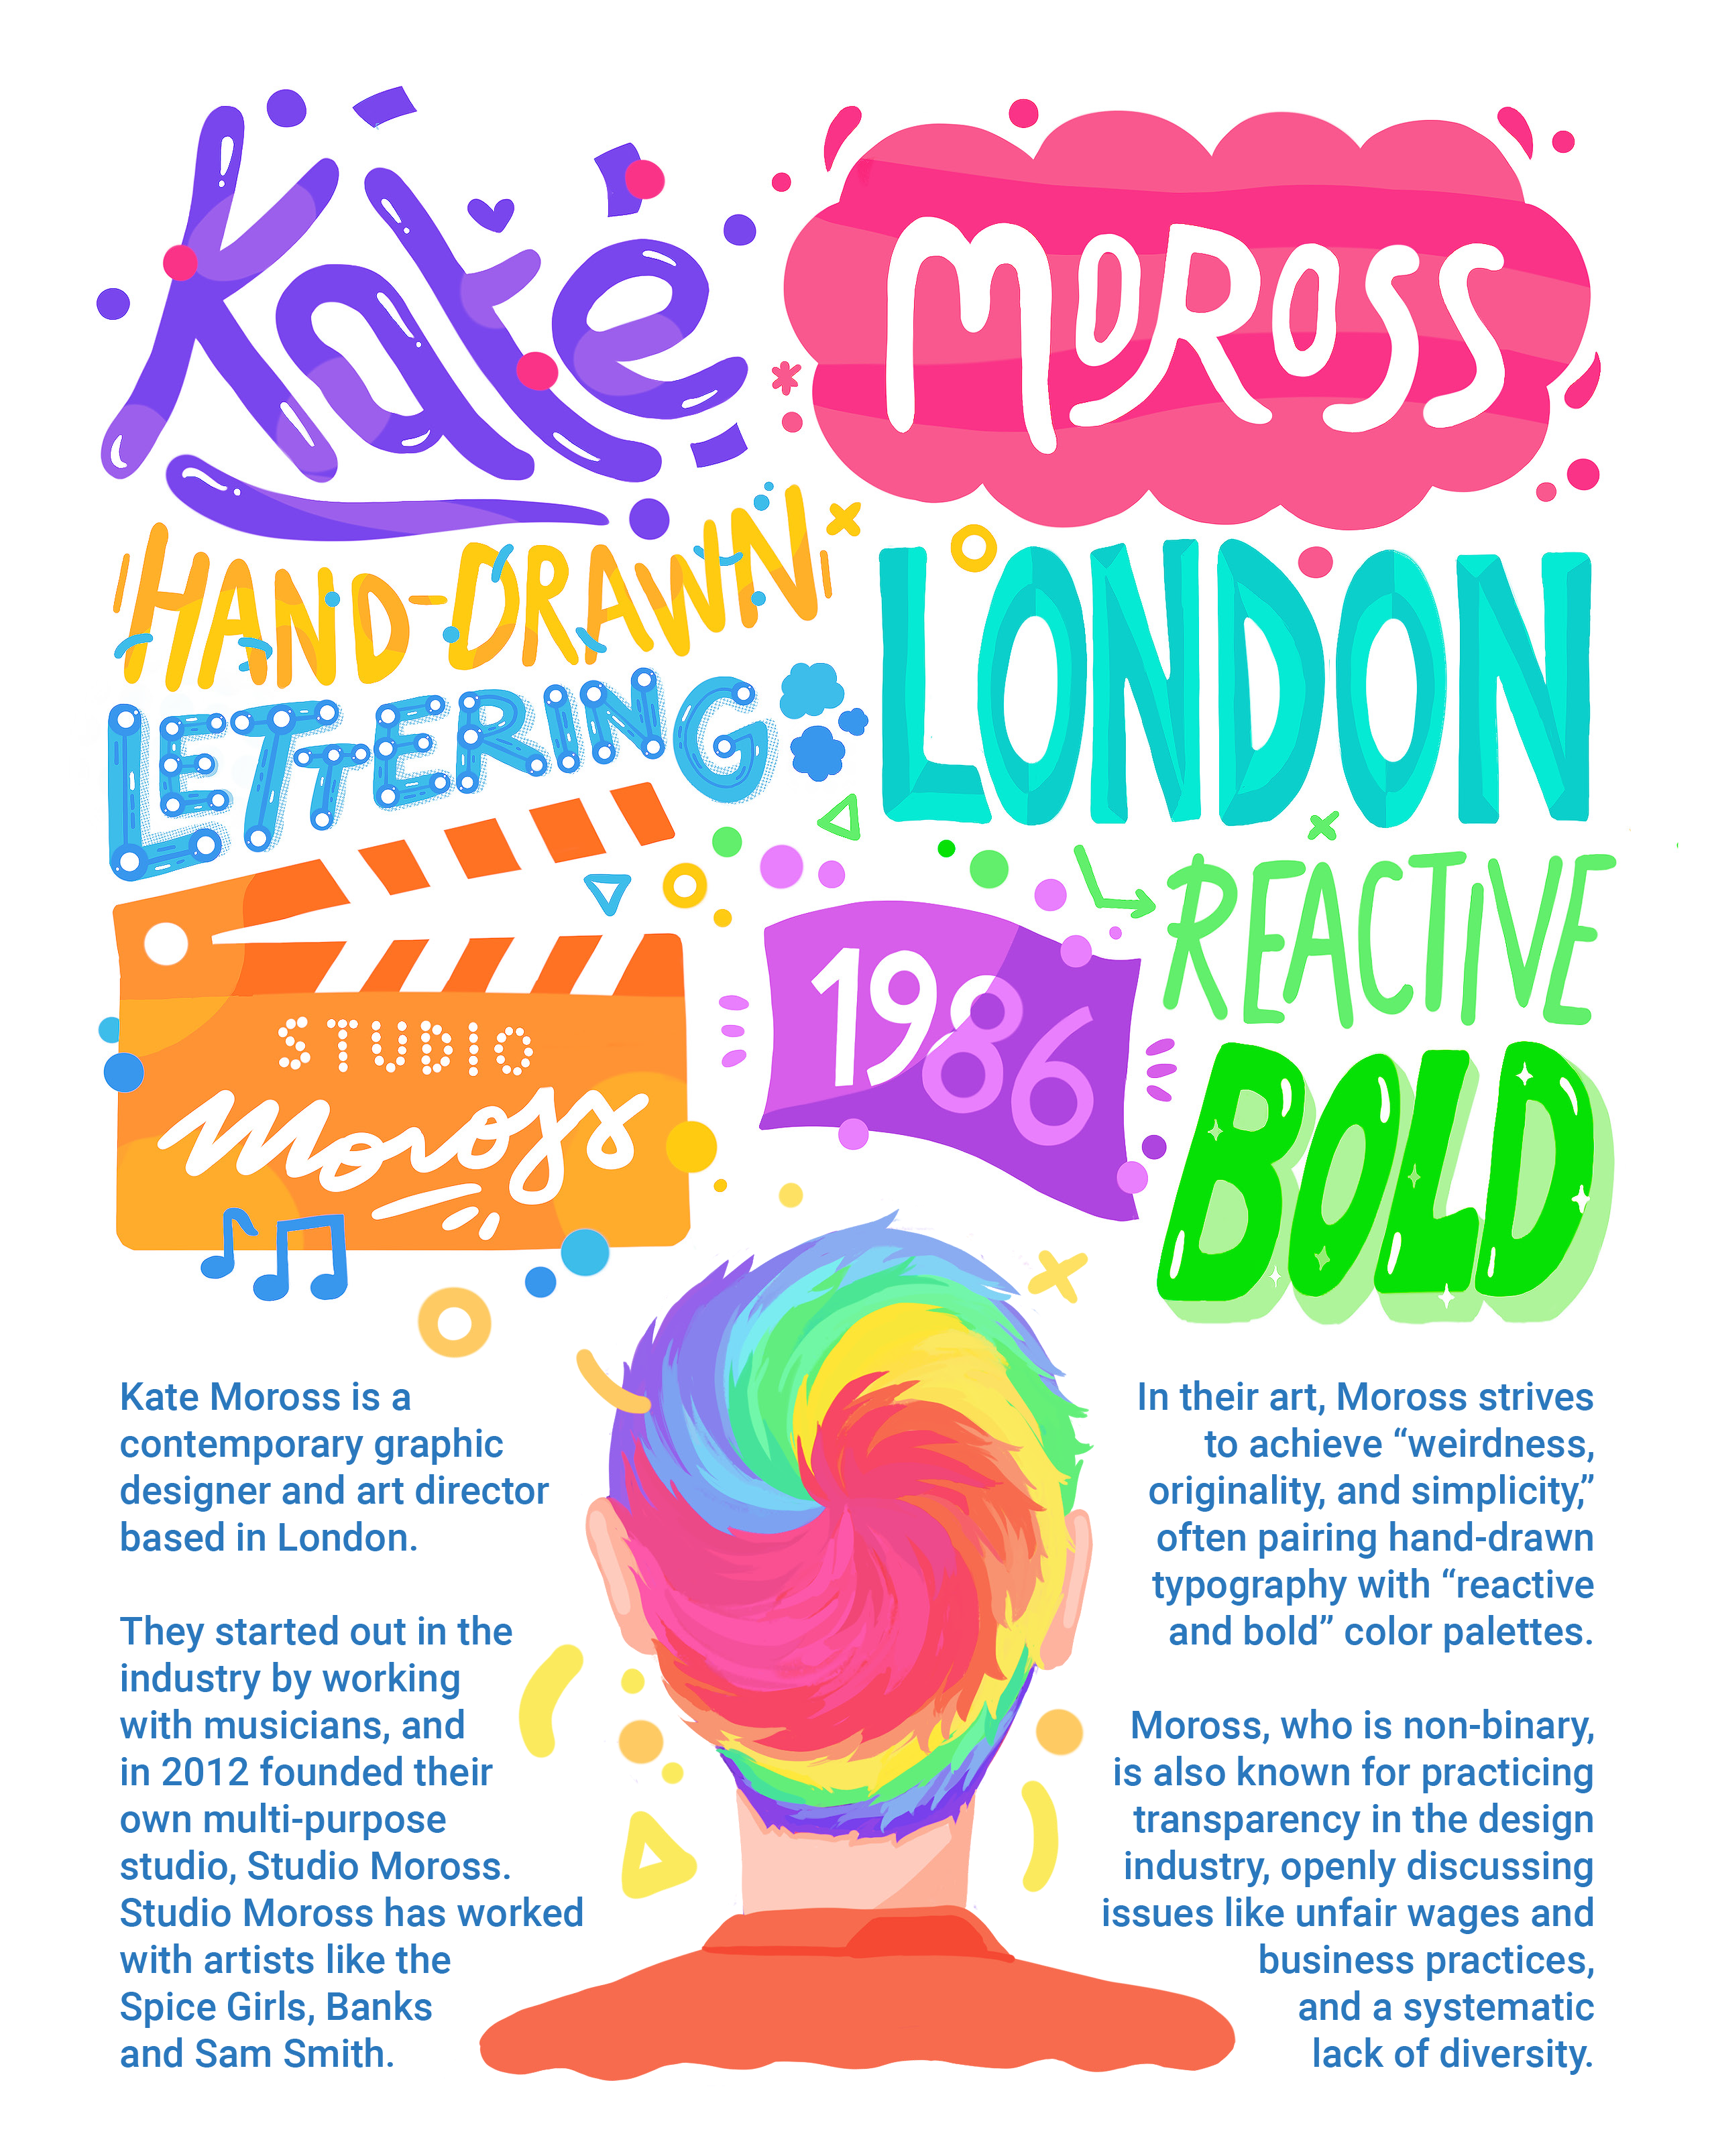 Kate
MOROSS
HAND-DRAWN
LETTERING
LONDON
STUDIO
moross
1986
REACTIVE
BOLD
Kate Moross is a
contemporary graphic
designer and art director
based in London.
They started out in the
industry by working
with musicians, and
in 2012 founded their
own multi-purpose
studio, Studio Moross.
Studio Moross has worked
with artists like the
Spice Girls, Banks
and Sam Smith.
In their art, Moross strives
to achieve “weirdness,
originality, and simplicity,”
often pairing hand-drawn
typography with “reactive
and bold” color palettes.
Moross, who is non-binary,
is also known for practicing
transparency in the design
industry, openly discussing
issues like unfair wages and
business practices,
and a systematic
lack of diversity.